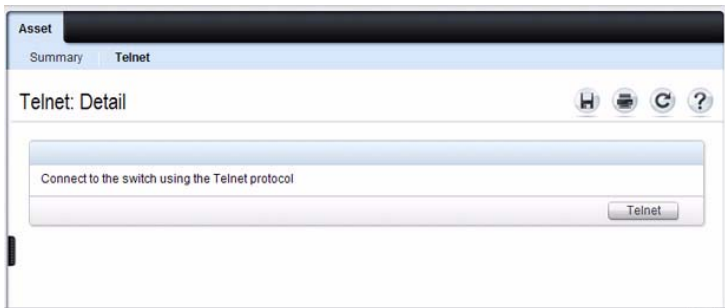 Asset
Summary Telnet
Telnet: Detail
Connect to the switch using the Telnet protocol
Telnet